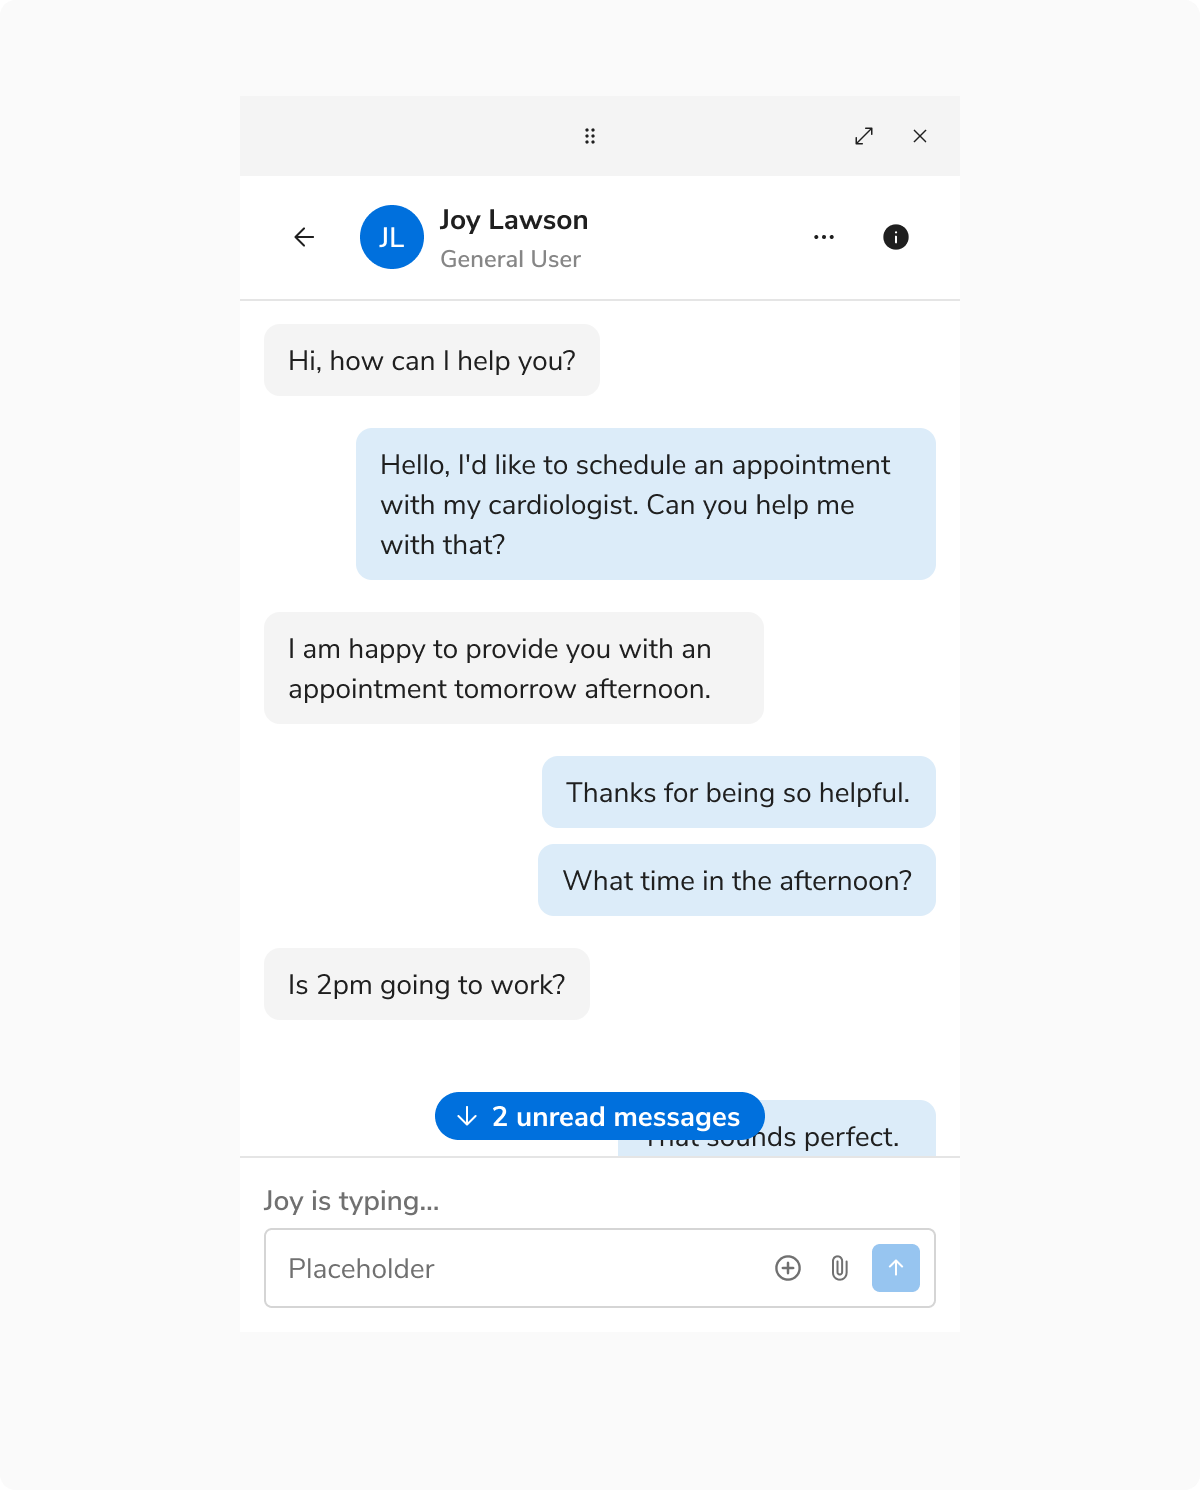 JL
Joy Lawson
General User
Hi, how can I help you?
Hello, I'd like to schedule an appointment
with my cardiologist. Can you help me
with that?
I am happy to provide you with an
appointment tomorrow afternoon.
Thanks for being so helpful.
What time in the afternoon?
Is 2pm going to work?
2 unread messages
That sounds perfect.
Joy is typing...
Placeholder